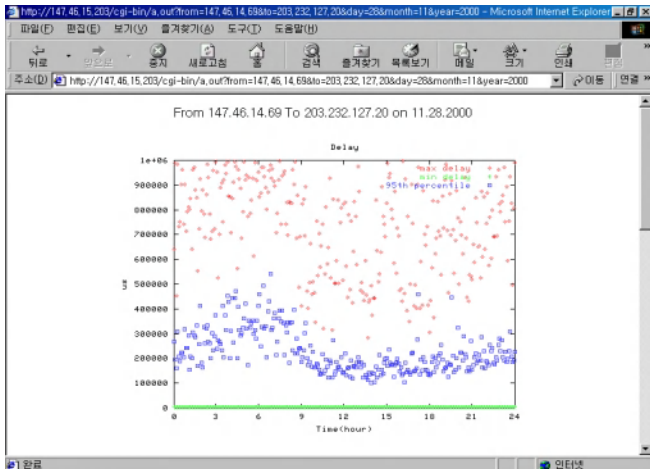 http://147.46.15.203/cgi-bin/a.out?from=147.46.14.69&to=203.232.127.20&day=28&month=11&year=2000 - Microsoft Internet Explorer
파일(F) 편집(E) 보기(V) 즐겨찾기(A) 도구(T) 도움말(H)
뒤로 앞으로 중지 새로고침 홈 검색 즐겨찾기 목록보기 메일 크기 인쇄 편집
주소(D) http://147.46.15.203/cgi-bin/a.out?from=147.46.14.69&to=203.232.127.20&day=28&month=11&year=2000 이동 연결 »
From 147.46.14.69 To 203.232.127.20 on 11.28.2000
Delay
max delay
min delay
95th percentile
1e+06
900000
800000
700000
600000
500000
400000
300000
200000
100000
0
us
0 3 6 9 12 15 18 21 24
Time(hour)
완료 인터넷